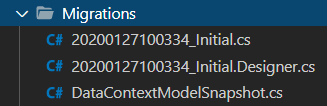 Migrations
C# 20200127100334_Initial.cs
C# 20200127100334_Initial.Designer.cs
C# DataContextModelSnapshot.cs